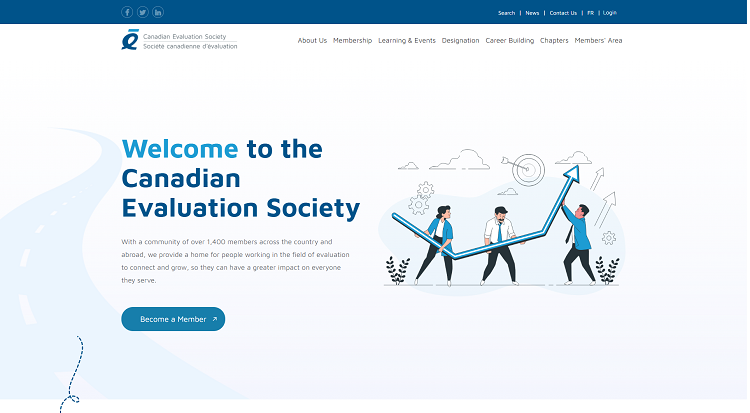 Search | News | Contact Us | FR | Login
Canadian Evaluation Society
Société canadienne d'évaluation
About Us Membership Learning & Events Designation Career Building Chapters Members' Area
Welcome to the
Canadian
Evaluation Society
With a community of over 1,400 members across the country and
abroad, we provide a home for people working in the field of evaluation
to connect and grow, so they can have a greater impact on everyone
they serve.
Become a Member